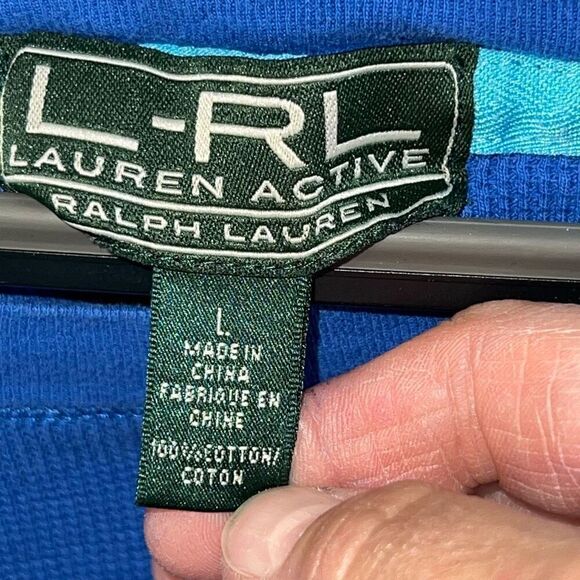 L-RL
LAUREN ACTIVE
RALPH LAUREN
L
MADE IN
CHINA
FABRIQUE EN
CHINE
100% COTTON/
COTON